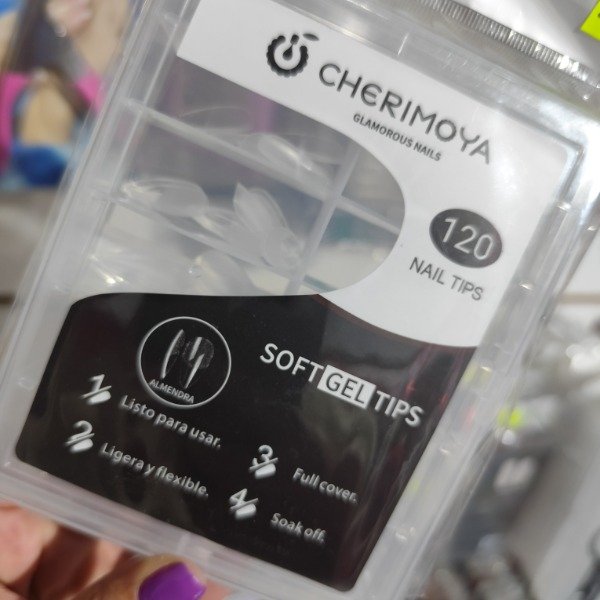 CHERIMOYA
GLAMOROUS NAILS
120
NAIL TIPS
SOFT GEL TIPS
ALMENDRA
1 Listo para usar.
2 Ligera y flexible.
3 Full cover.
4 Soak off.